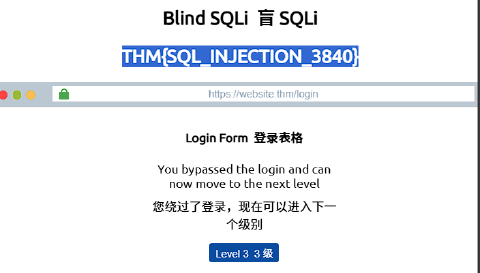 Blind SQLi 盲 SQLi
THM{SQL_INJECTION_3840}
https://website.thm/login
Login Form 登录表格
You bypassed the login and can
now move to the next level
您绕过了登录，现在可以进入下一
个级别
Level 3 3 级